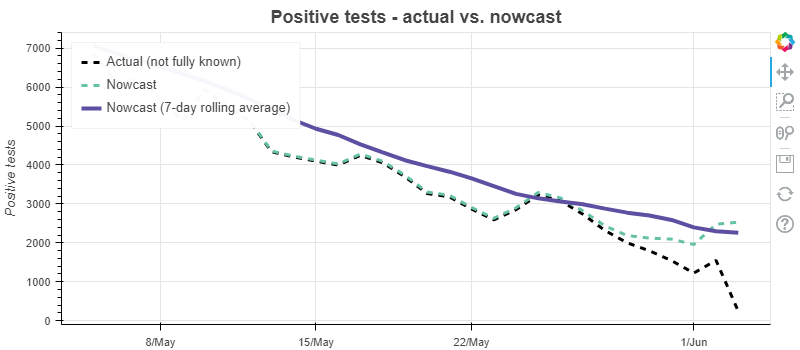 Positive tests - actual vs. nowcast
7000
6000
5000
4000
3000
2000
1000
0
Positive tests
Actual (not fully known)
Nowcast
Nowcast (7-day rolling average)
8/May
15/May
22/May
1/Jun